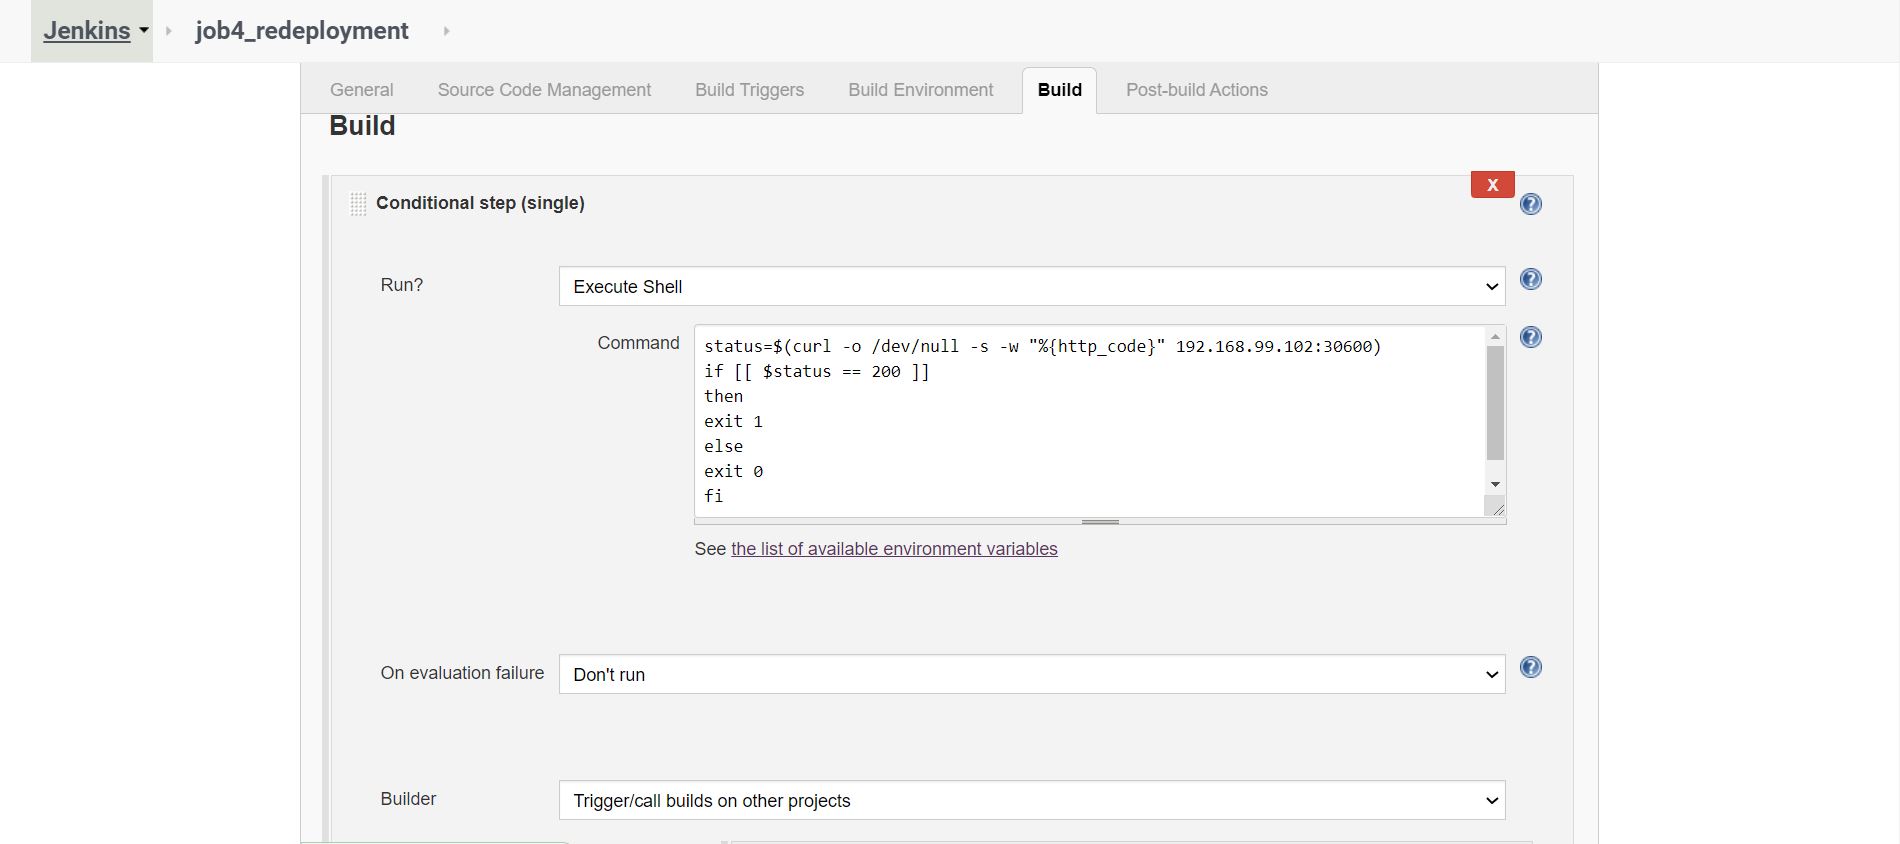 Jenkins job4_redeployment
General Source Code Management Build Triggers Build Environment Build Post-build Actions
Build
X
Conditional step (single)
Run? Execute Shell
Command
status=$(curl -o /dev/null -s -w "%{http_code}" 192.168.99.102:30600)
if [[ $status == 200 ]]
then
exit 1
else
exit 0
fi
See the list of available environment variables
On evaluation failure Don't run
Builder Trigger/call builds on other projects